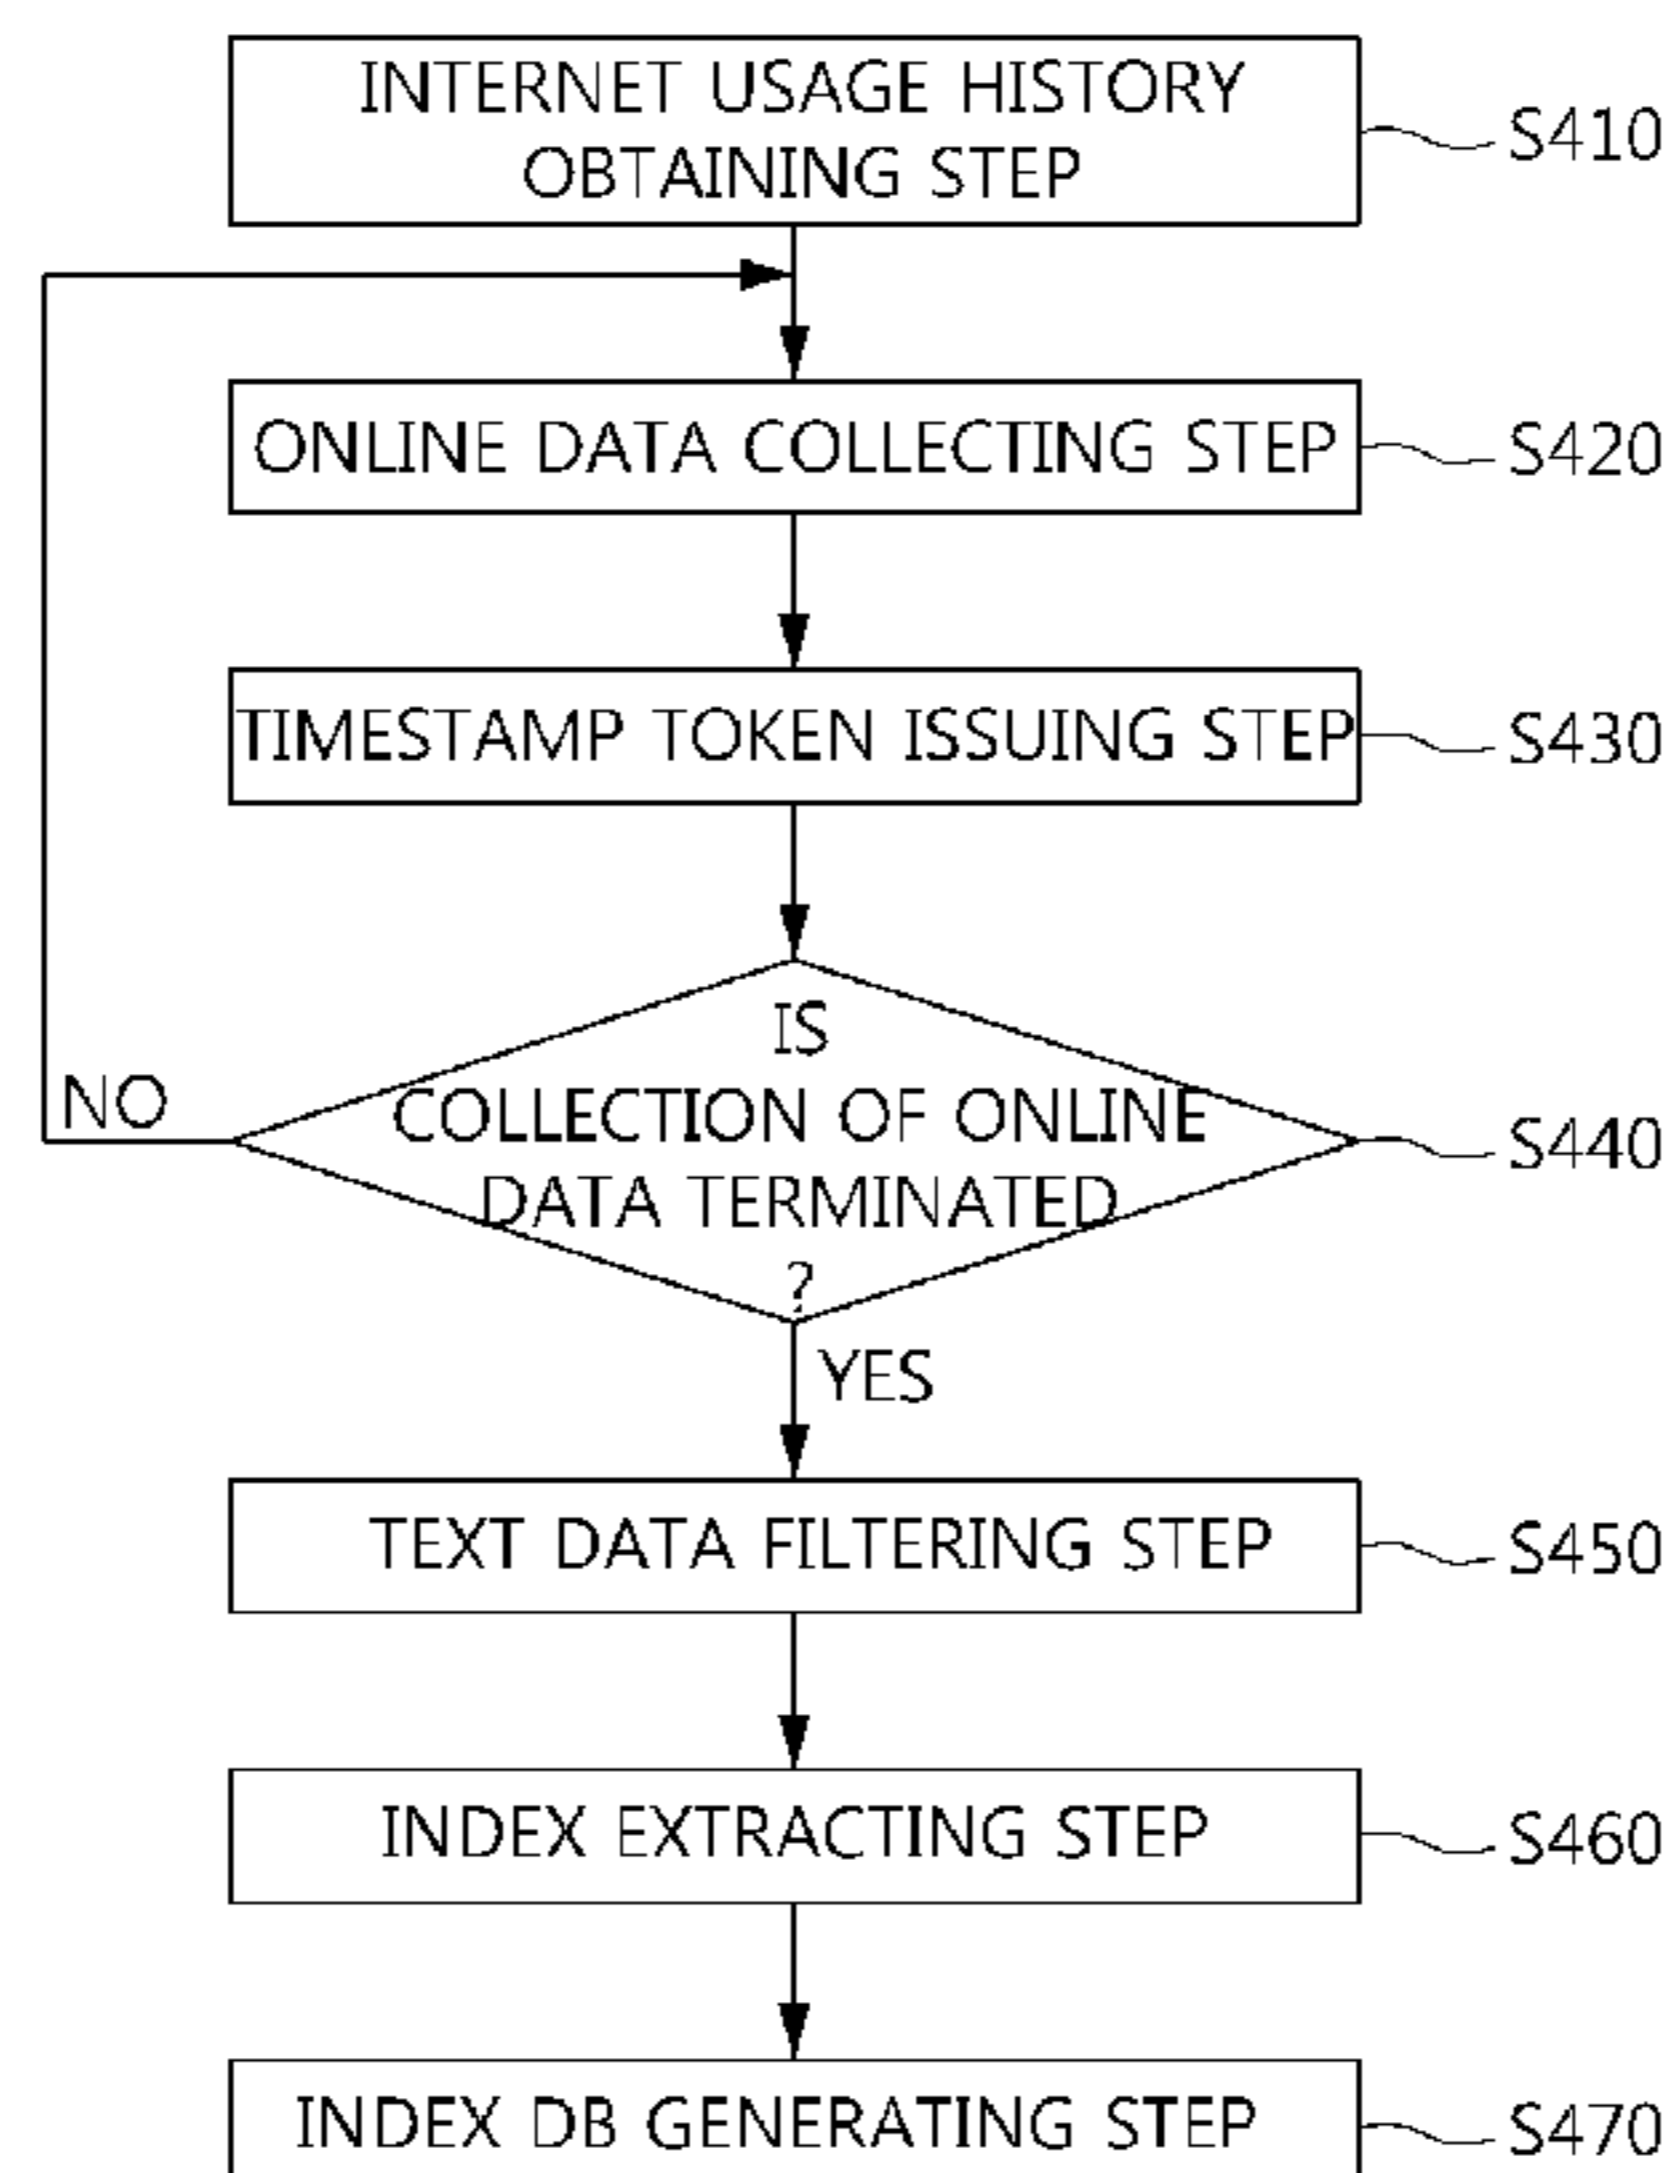 INTERNET USAGE HISTORY
OBTAINING STEP
S410
ONLINE DATA COLLECTING STEP
S420
TIMESTAMP TOKEN ISSUING STEP
S430
IS
COLLECTION OF ONLINE
DATA TERMINATED
?
S440
NO
YES
TEXT DATA FILTERING STEP
S450
INDEX EXTRACTING STEP
S460
INDEX DB GENERATING STEP
S470